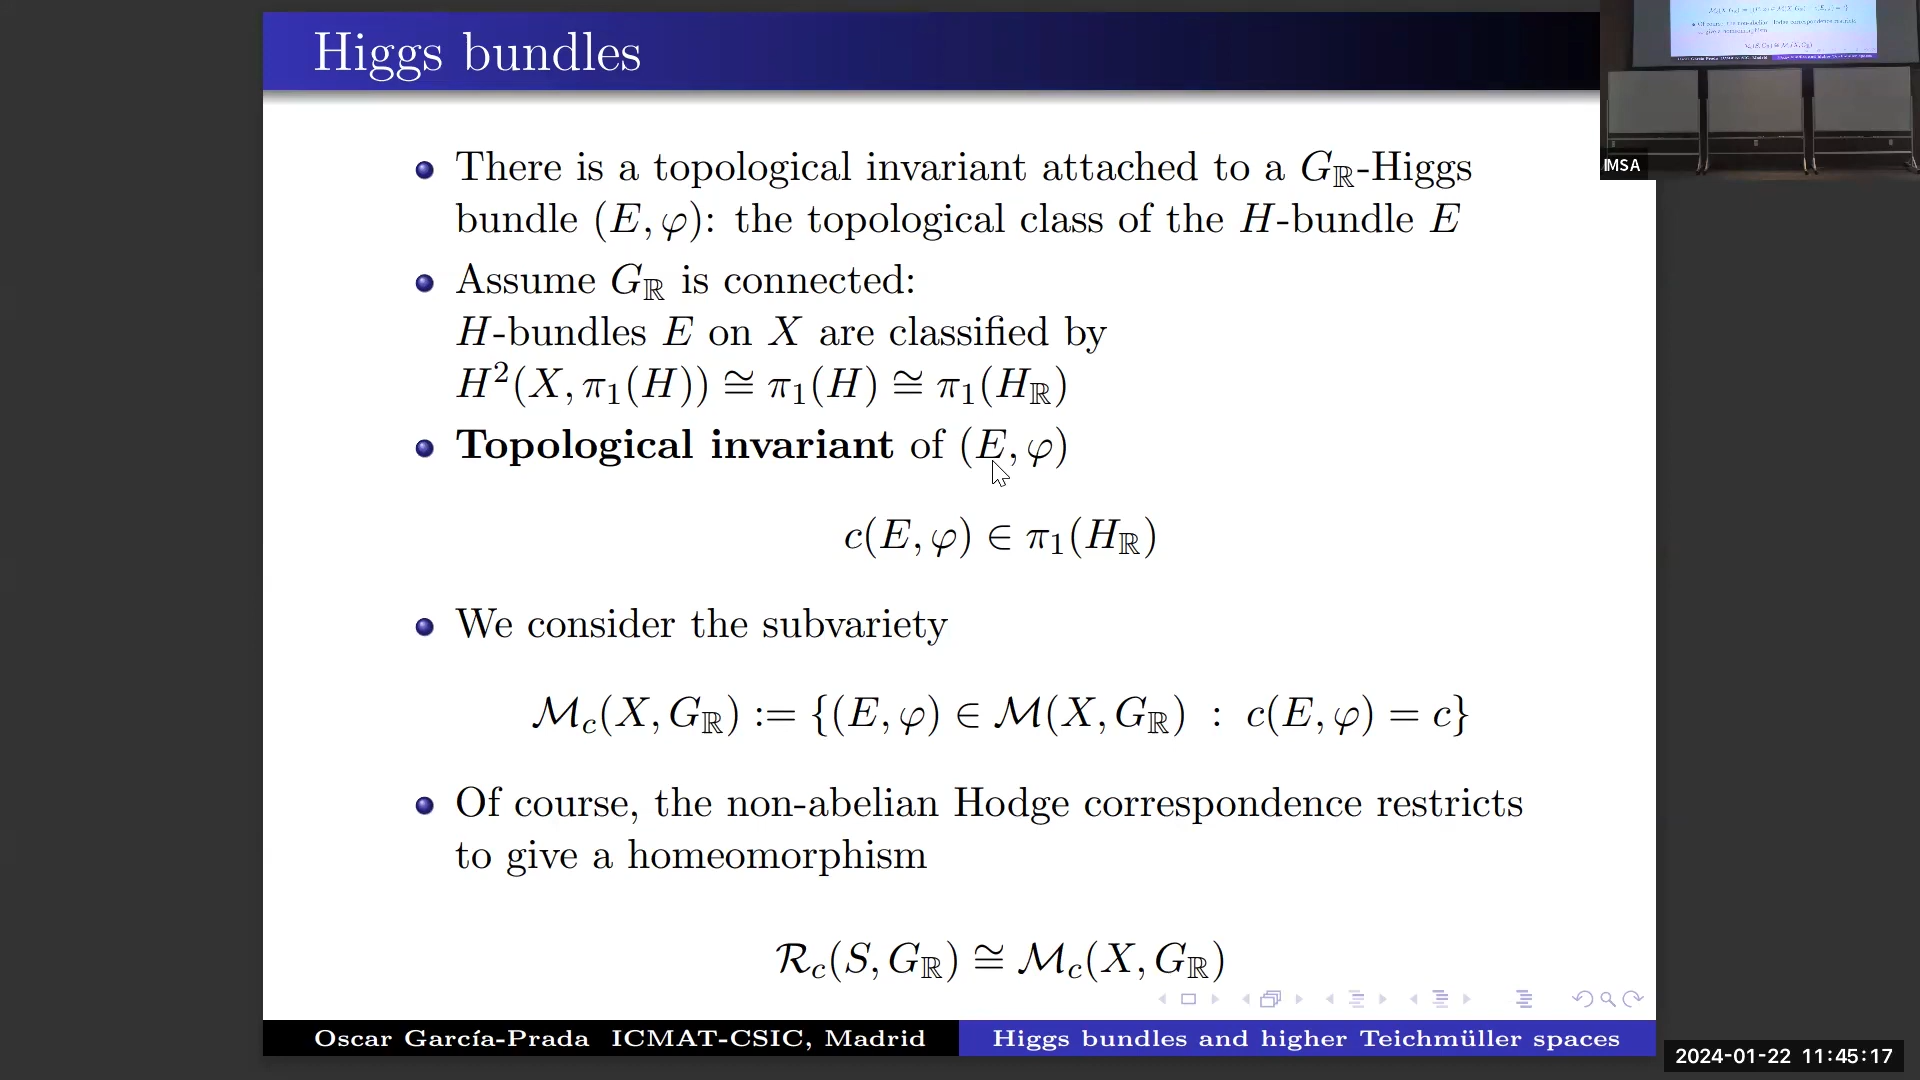 Higgs bundles
There is a topological invariant attached to a G_ℝ-Higgs
bundle (E, φ): the topological class of the H-bundle E
Assume G_ℝ is connected:
H-bundles E on X are classified by
H²(X, π₁(H)) ≅ π₁(H) ≅ π₁(H_ℝ)
Topological invariant of (E, φ)
c(E, φ) ∈ π₁(H_ℝ)
We consider the subvariety
ℳ_c(X, G_ℝ) := {(E, φ) ∈ ℳ(X, G_ℝ) : c(E, φ) = c}
Of course, the non-abelian Hodge correspondence restricts
to give a homeomorphism
ℛ_c(S, G_ℝ) ≅ ℳ_c(X, G_ℝ)
Oscar García-Prada ICMAT-CSIC, Madrid
Higgs bundles and higher Teichmüller spaces
IMSA
2024-01-22 11:45:17